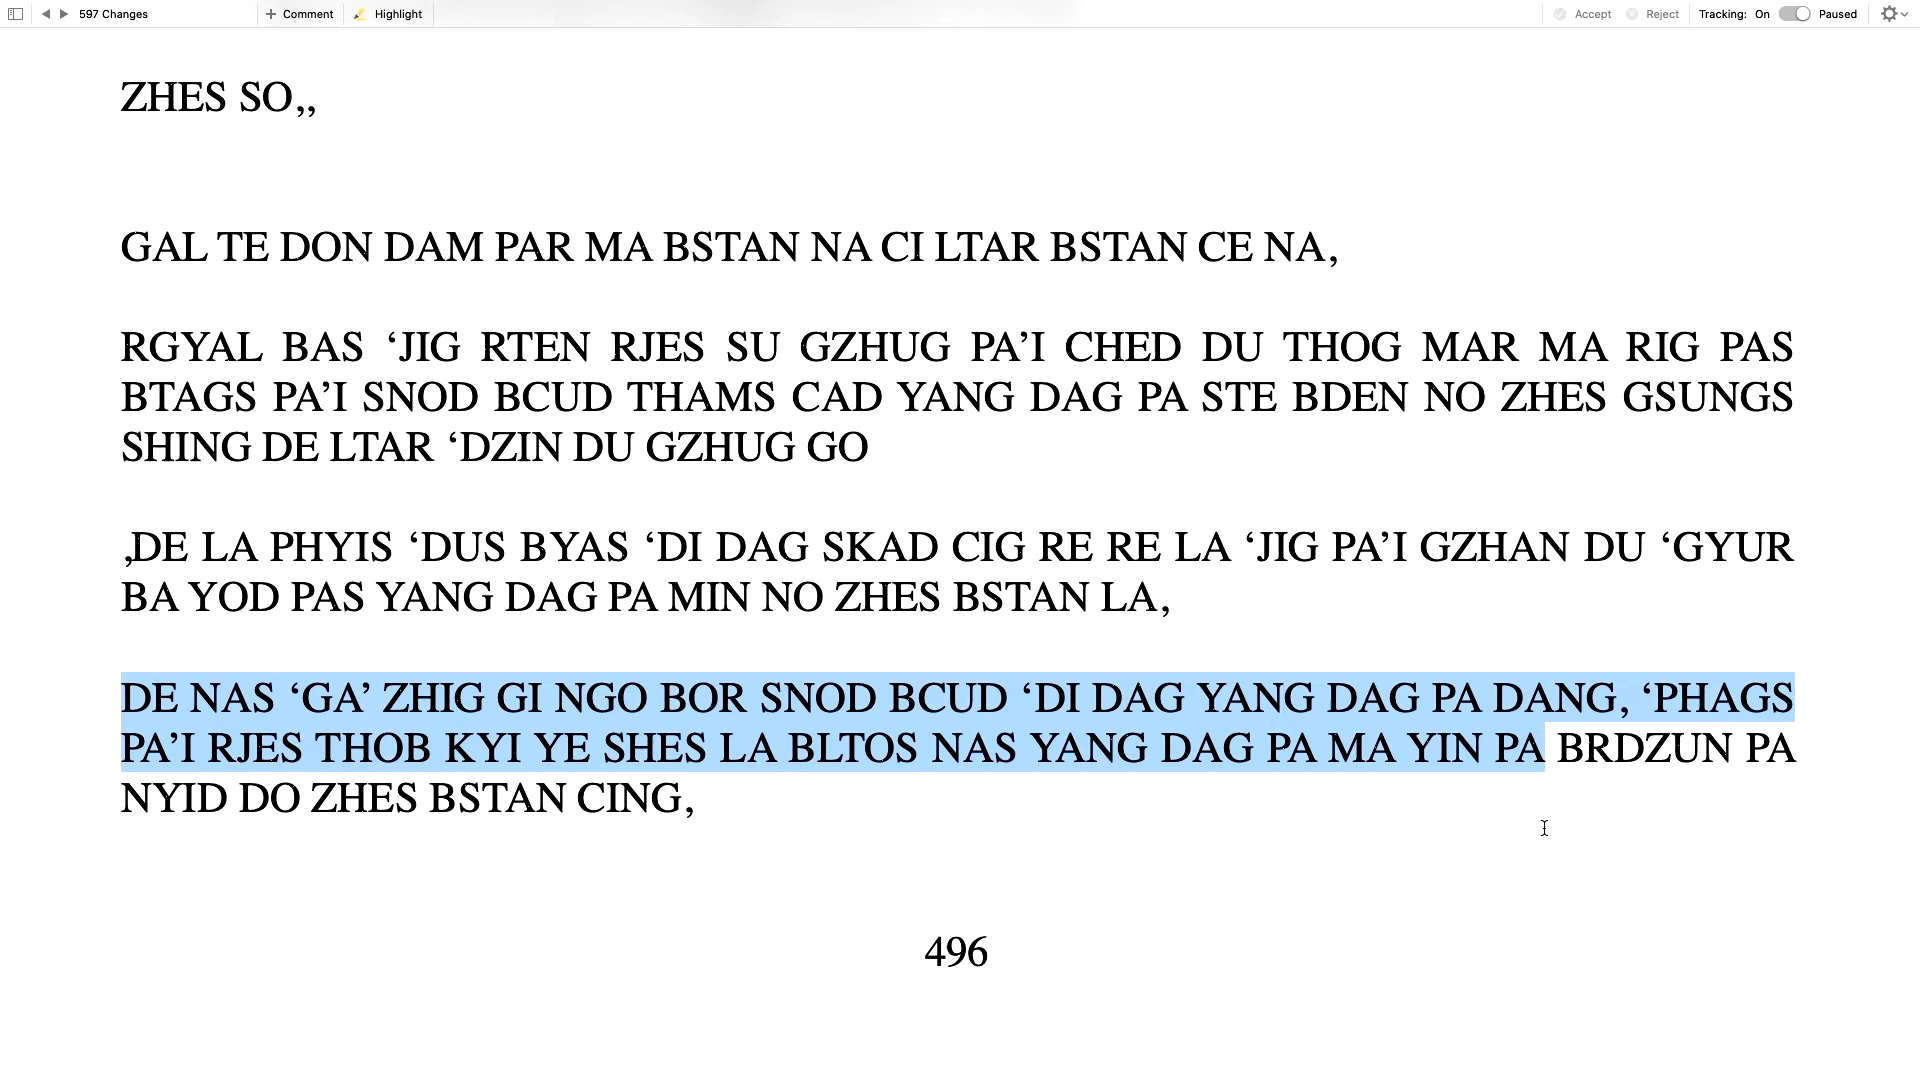 597 Changes
Comment
Highlight
Accept
Reject
Tracking: On
Paused
ZHES SO,,
GAL TE DON DAM PAR MA BSTAN NA CI LTAR BSTAN CE NA,
RGYAL BAS ‘JIG RTEN RJES SU GZHUG PA’I CHED DU THOG MAR MA RIG PAS
BTAGS PA’I SNOD BCUD THAMS CAD YANG DAG PA STE BDEN NO ZHES GSUNGS
SHING DE LTAR ‘DZIN DU GZHUG GO
,DE LA PHYIS ‘DUS BYAS ‘DI DAG SKAD CIG RE RE LA ‘JIG PA’I GZHAN DU ‘GYUR
BA YOD PAS YANG DAG PA MIN NO ZHES BSTAN LA,
DE NAS ‘GA’ ZHIG GI NGO BOR SNOD BCUD ‘DI DAG YANG DAG PA DANG, ‘PHAGS
PA’I RJES THOB KYI YE SHES LA BLTOS NAS YANG DAG PA MA YIN PA BRDZUN PA
NYID DO ZHES BSTAN CING,
496